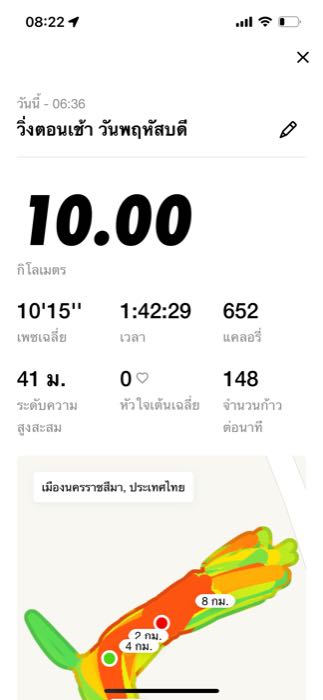 08:22
วันนี้ - 06:36
วิ่งตอนเช้า วันพฤหัสบดี
10.00
กิโลเมตร
10'15'' 1:42:29 652
เพซเฉลี่ย เวลา แคลอรี่
41 ม. 0 148
ระดับความสูงสะสม หัวใจเต้นเฉลี่ย จำนวนก้าวต่อนาที
เมืองนครราชสีมา, ประเทศไทย
8 กม.
2 กม.
4 กม.